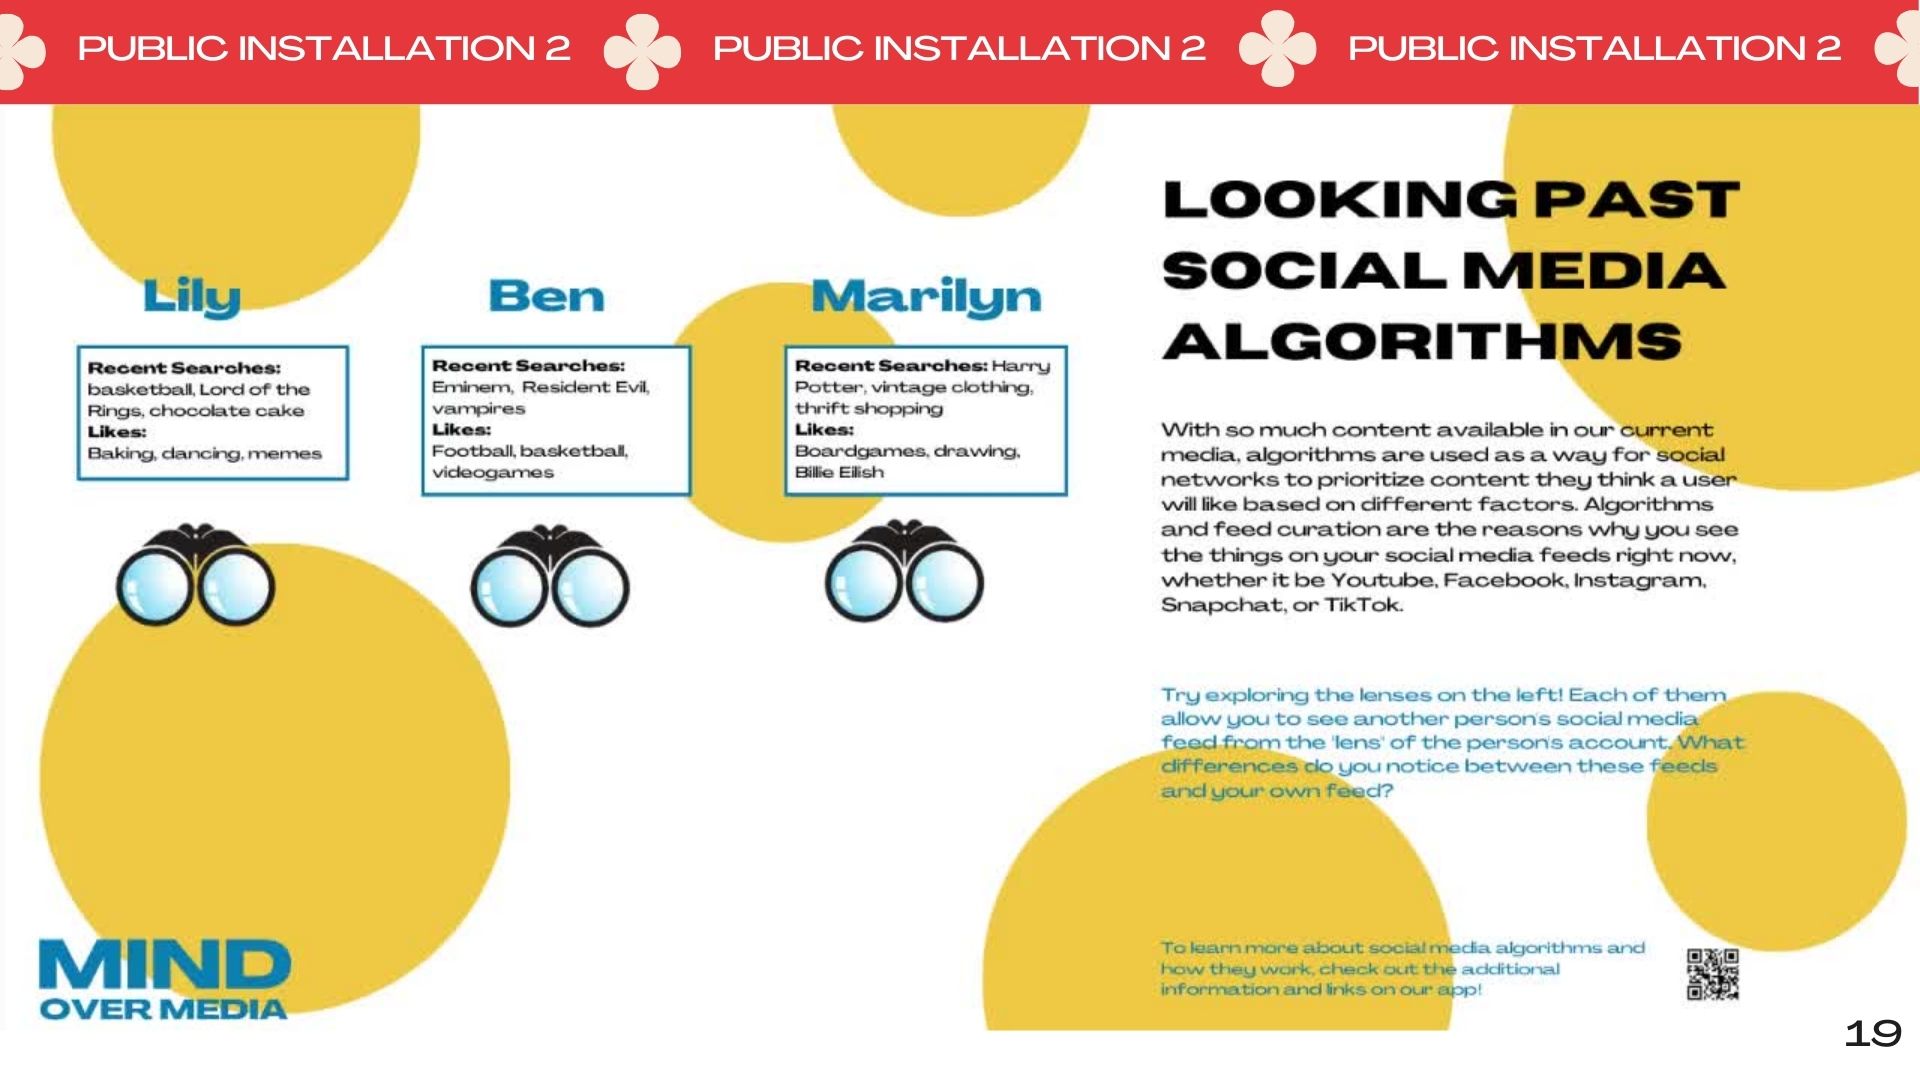 PUBLIC INSTALLATION 2 PUBLIC INSTALLATION 2 PUBLIC INSTALLATION 2
Lily
Recent Searches:
basketball, Lord of the
Rings, chocolate cake
Likes:
Baking, dancing, memes
Ben
Recent Searches:
Eminem, Resident Evil,
vampires
Likes:
Football, basketball,
videogames
Marilyn
Recent Searches: Harry
Potter, vintage clothing,
thrift shopping
Likes:
Boardgames, drawing,
Billie Eilish
LOOKING PAST
SOCIAL MEDIA
ALGORITHMS
With so much content available in our current
media, algorithms are used as a way for social
networks to prioritize content they think a user
will like based on different factors. Algorithms
and feed curation are the reasons why you see
the things on your social media feeds right now,
whether it be Youtube, Facebook, Instagram,
Snapchat, or TikTok.
Try exploring the lenses on the left! Each of them
allow you to see another person's social media
feed from the 'lens' of the person's account. What
differences do you notice between these feeds
and your own feed?
To learn more about social media algorithms and
how they work, check out the additional
information and links on our app!
MIND
OVER MEDIA
19